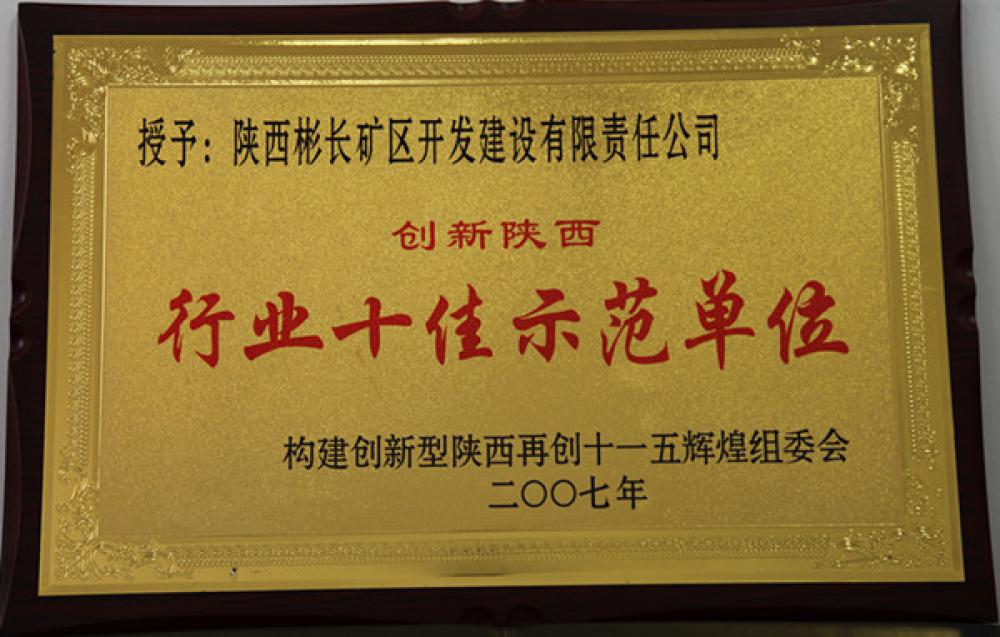 授予：陕西彬长矿区开发建设有限责任公司
创新陕西
行业十佳示范单位
构建创新型陕西再创十一五辉煌组委会
二〇〇七年